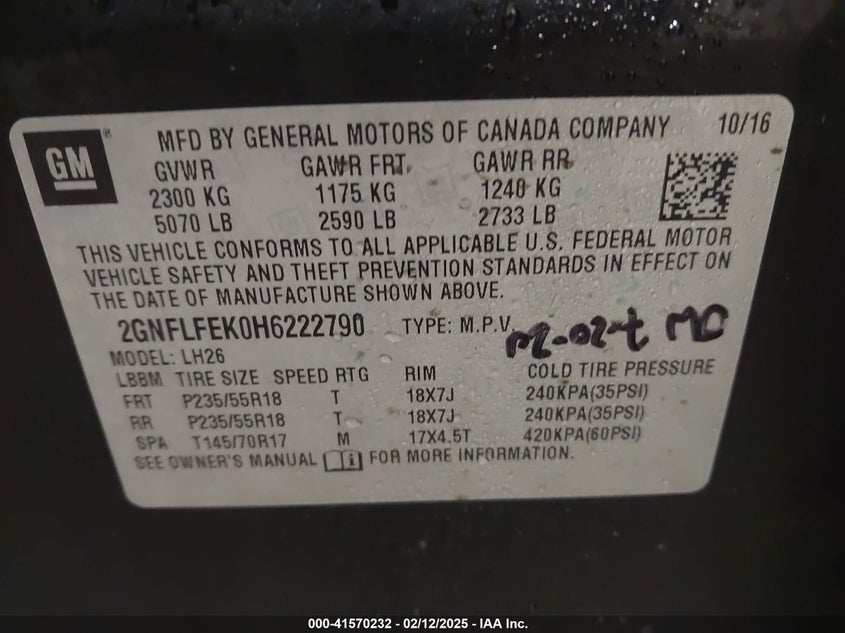 GM ® MFD BY GENERAL MOTORS OF CANADA COMPANY 10/16
GVWR GAWR FRT GAWR RR
2300 KG 1175 KG 1240 KG
5070 LB 2590 LB 2733 LB
THIS VEHICLE CONFORMS TO ALL APPLICABLE U.S. FEDERAL MOTOR
VEHICLE SAFETY AND THEFT PREVENTION STANDARDS IN EFFECT ON
THE DATE OF MANUFACTURE SHOWN ABOVE.
2GNFLFEK0H6222790 TYPE: M.P.V.
MODEL: LH26
LBBM TIRE SIZE SPEED RTG RIM COLD TIRE PRESSURE
FRT P235/55R18 T 18X7J 240KPA(35PSI)
RR P235/55R18 T 18X7J 240KPA(35PSI)
SPA T145/70R17 M 17X4.5T 420KPA(60PSI)
SEE OWNER'S MANUAL FOR MORE INFORMATION.
000-41570232 - 02/12/2025 - IAA Inc.